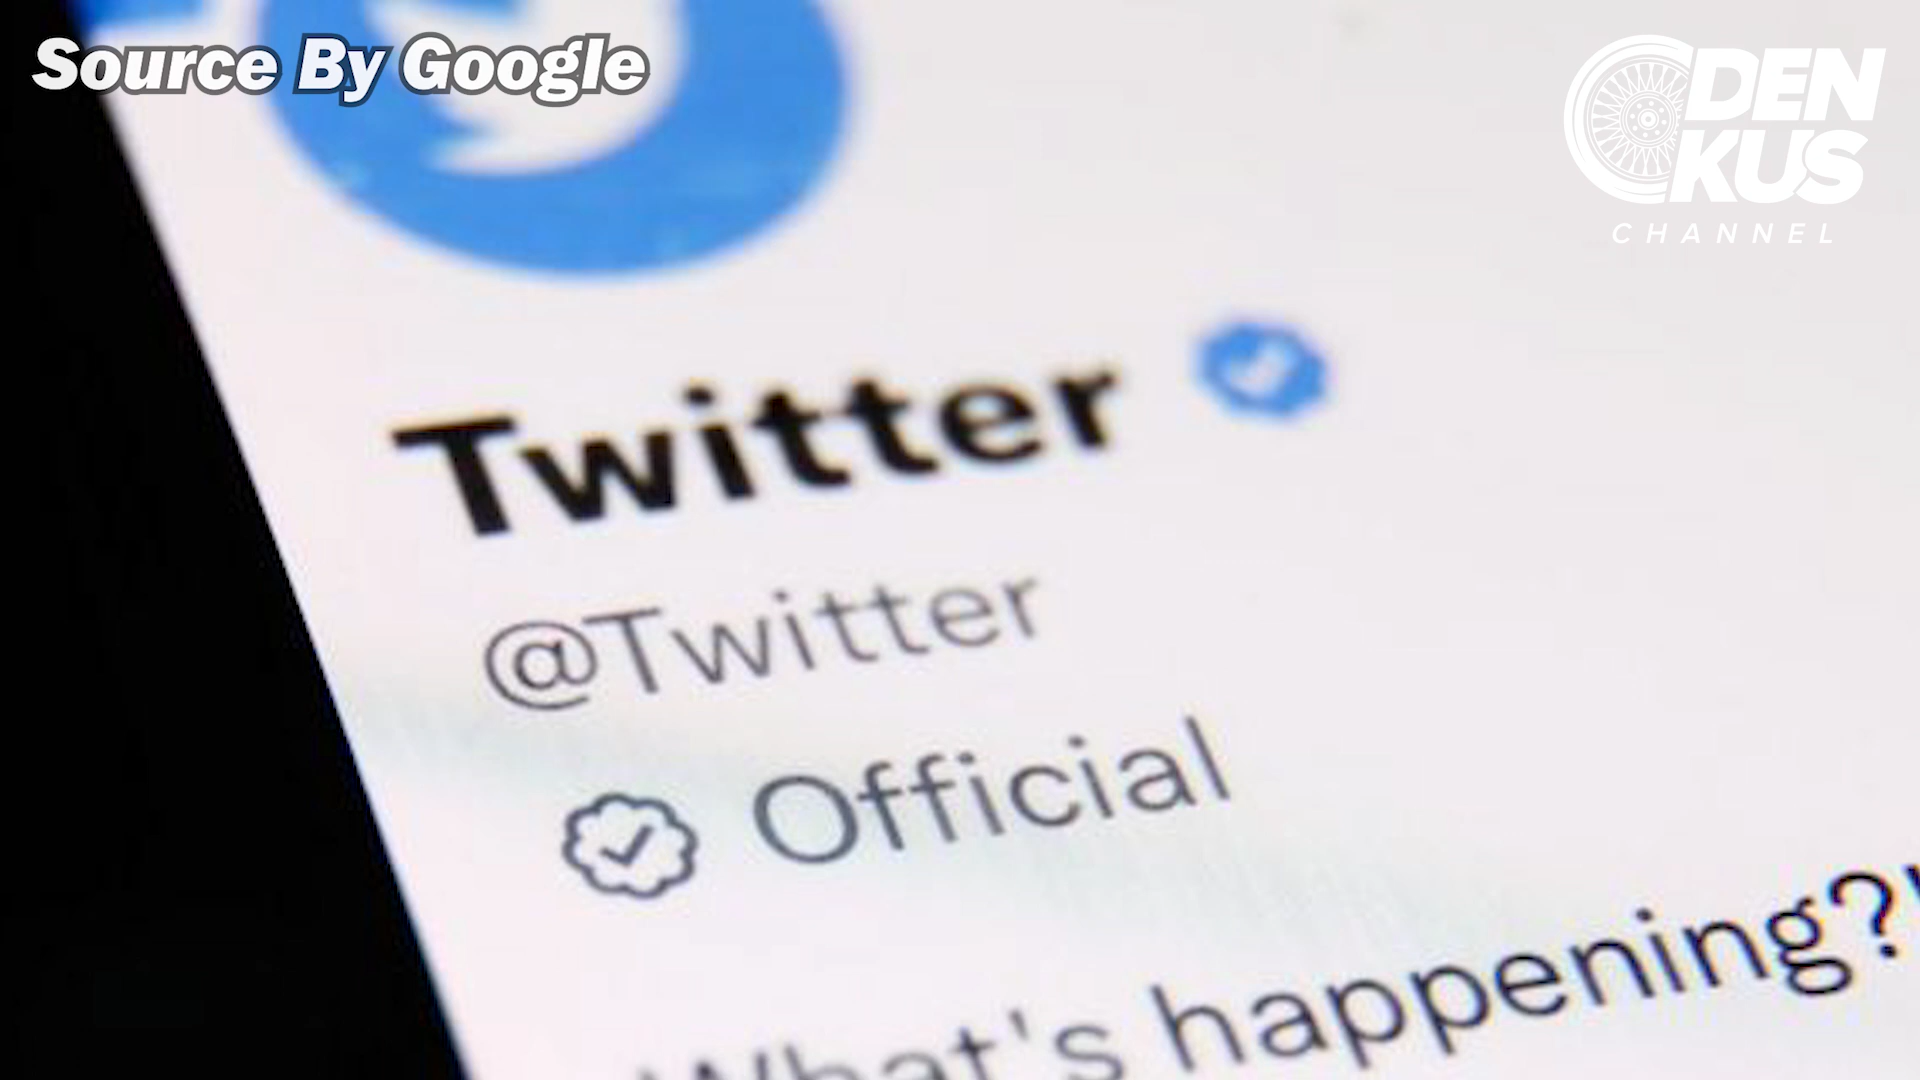 Source By Google
DEN
KUS
CHANNEL
Twitter
@Twitter
Official
What's happening?!